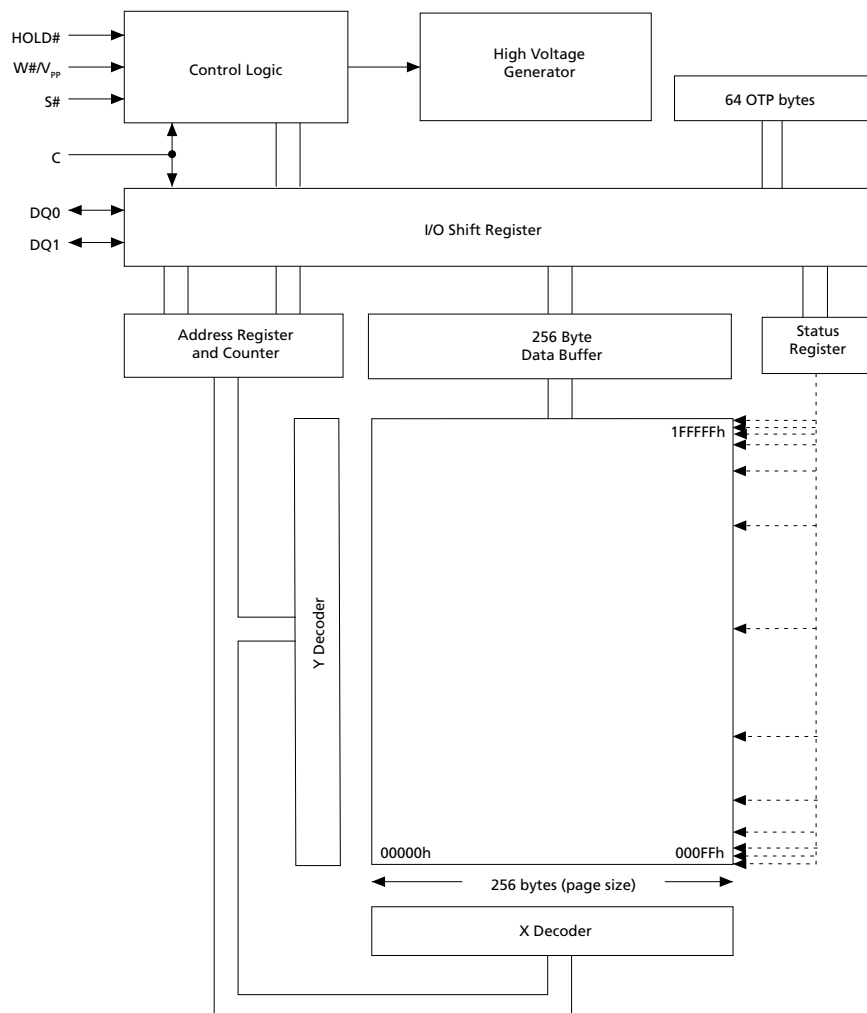 HOLD#
W#/VPP
S#
C
DQ0
DQ1
Control Logic
High Voltage
Generator
64 OTP bytes
I/O Shift Register
Address Register
and Counter
256 Byte
Data Buffer
Status
Register
1FFFFFh
Y Decoder
00000h
000FFh
256 bytes (page size)
X Decoder